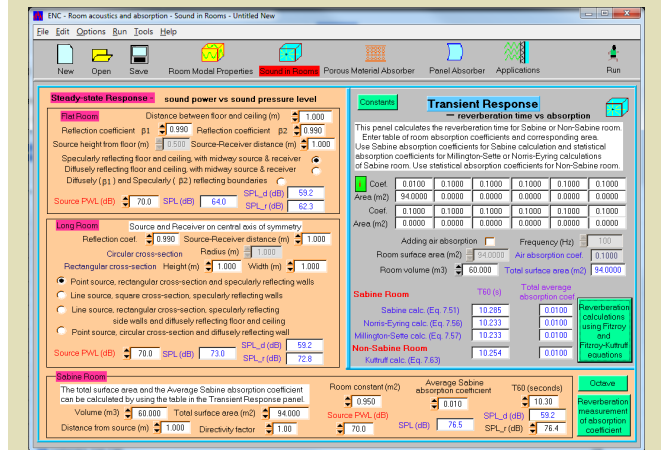 ENC - Room acoustics and absorption - Sound in Rooms - Untitled New
File Edit Options Run Tools Help
New Open Save Room Modal Properties Sound in Rooms Porous Material Absorber Panel Absorber Applications Run
Steady-state Response - sound power vs sound pressure level
Flat Room Distance between floor and ceiling (m) 1.000
Reflection coefficient β1 0.990 Reflection coefficient β2 0.990
Source height from floor (m) 0.500 Source-Receiver distance (m) 1.000
Specularly reflecting floor and ceiling, with midway source & receiver
Diffusely reflecting floor and ceiling, with midway source & receiver
Diffusely (β1) and Specularly ( β2) reflecting boundaries
Source PWL (dB) 70.0 SPL (dB) 64.0 SPL_d (dB) 59.2
SPL_r (dB) 62.3
Long Room Source and Receiver on central axis of symmetry
Reflection coef. 0.990 Source-Receiver distance (m) 1.000
Circular cross-section Radius (m) 1.000
Rectangular cross-section Height (m) 1.000 Width (m) 1.000
Point source, rectangular cross-section and specularly reflecting walls
Line source, square cross-section, specularly reflecting walls
Line source, rectangular cross-section, specularly reflecting
side walls and diffusely reflecting floor and ceiling
Point source, circular cross-section and diffusely reflecting wall
Source PWL (dB) 70.0 SPL (dB) 73.0 SPL_d (dB) 59.2
SPL_r (dB) 72.8
Constants Transient Response
— reverberation time vs absorption
This panel calculates the reverberation time for Sabine or Non-Sabine room.
Enter table of room absorption coefficients and corresponding area.
Use Sabine absorption coefficients for Sabine calculation and statistical
absorption coefficients for Millington-Sette or Norris-Eyring calculations
of Sabine room. Use statistical absorption coefficients for Non-Sabine room.
i Coef. 0.0100 0.1000 0.1000 0.1000 0.1000 0.1000
Area (m2) 94.0000 0.0000 0.0000 0.0000 0.0000 0.0000
Coef. 0.1000 0.1000 0.1000 0.1000 0.1000 0.1000
Area (m2) 0.0000 0.0000 0.0000 0.0000 0.0000 0.0000
Adding air absorption Frequency (Hz) 100
Room surface area (m2) 94.0000 Air absorption coef. 0.1000
Room volume (m3) 60.000 Total surface area (m2) 94.0000
Sabine Room T60 (s) Total average
absorption coef.
Sabine calc. (Eq. 7.51) 10.285 0.0100
Norris-Eyring calc. (Eq. 7.56) 10.233 0.0100
Millington-Sette calc. (Eq. 7.57) 10.233 0.0100
Non-Sabine Room
Kuttruff calc. (Eq. 7.63) 10.254 0.0100
Reverberation
calculations
using Fitzroy
and
Fitzroy-Kuttruff
equations
Sabine Room
The total surface area and the Average Sabine absorption coefficient
can be calculated by using the table in the Transient Response panel.
Volume (m3) 60.000 Total surface area (m2) 94.000
Distance from source (m) 1.000 Directivity factor 1.00
Room constant (m2) 0.950
Average Sabine
absorption coefficient 0.010
T60 (seconds) 10.30
Source PWL (dB) 70.0
SPL (dB) 76.5
SPL_d (dB) 59.2
SPL_r (dB) 76.4
Octave
Reverberation
measurement
of absorption
coefficient